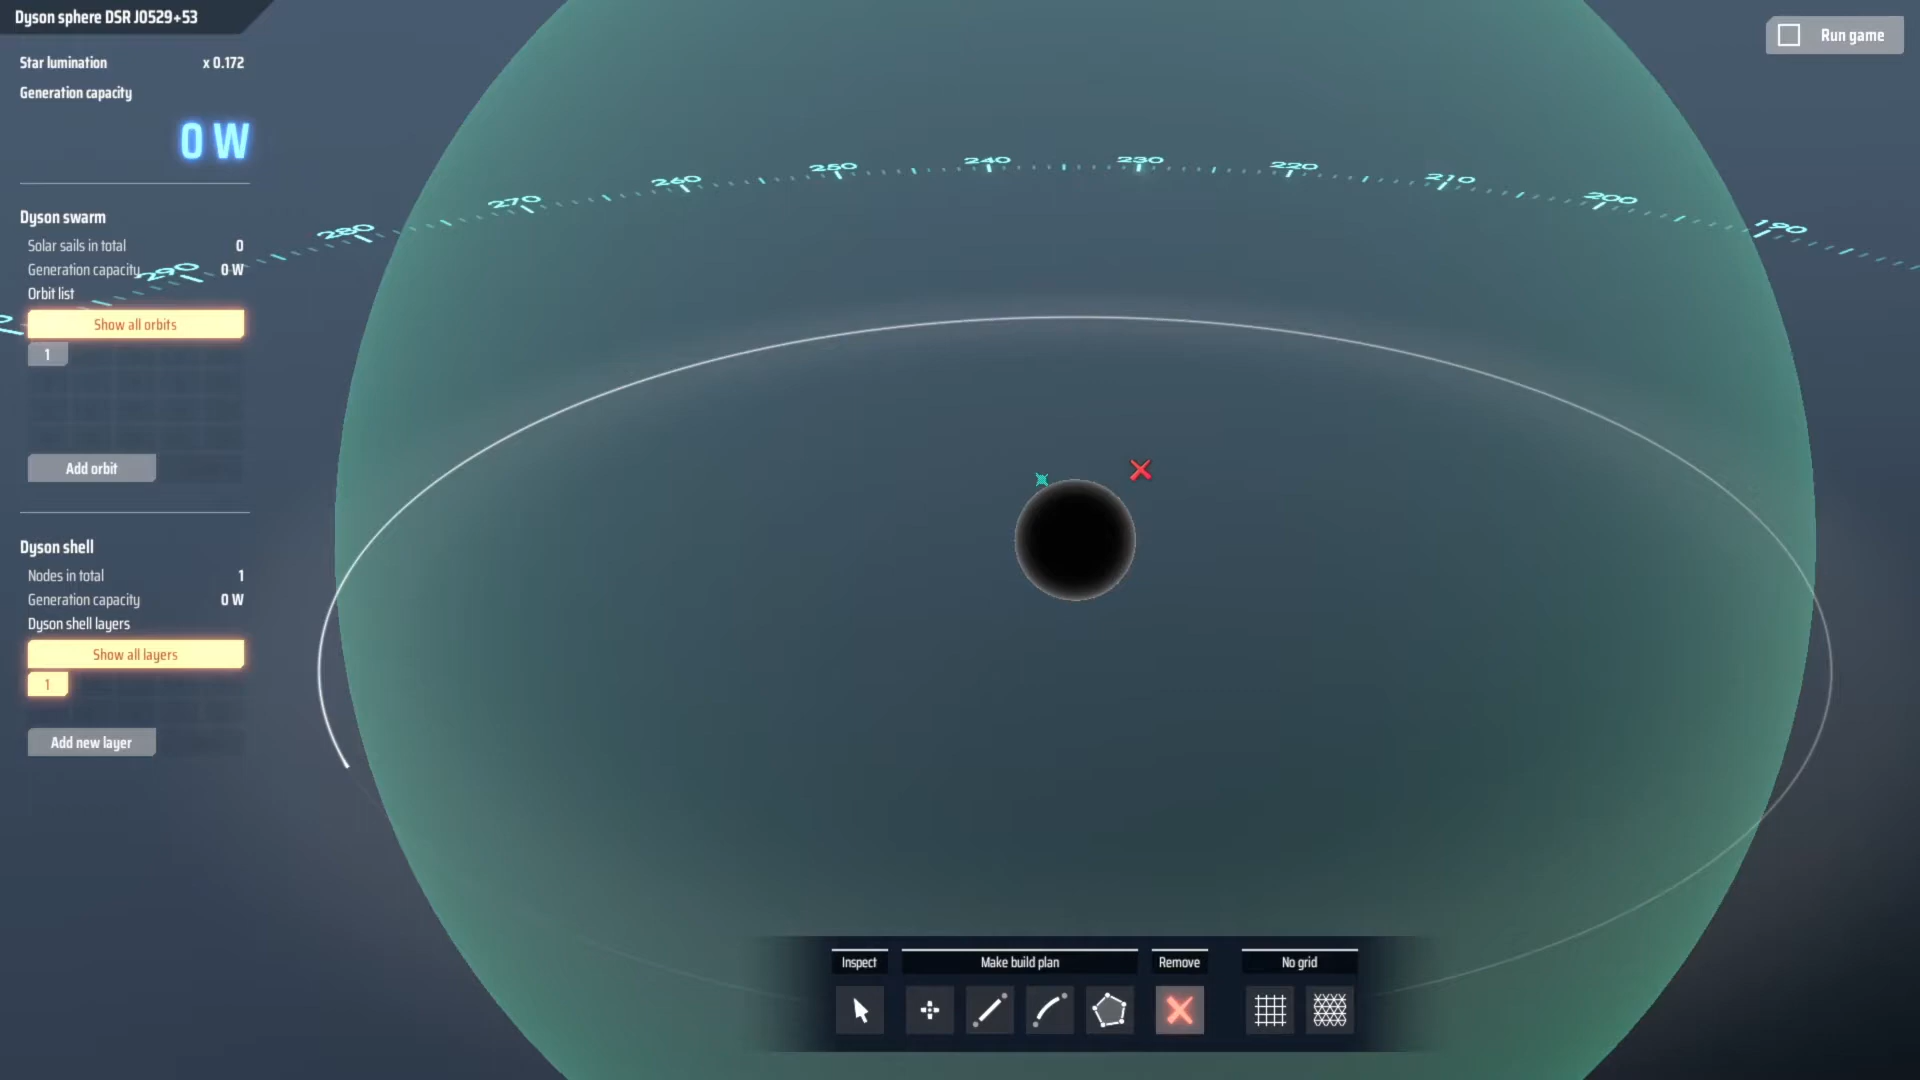 Dyson sphere DSR J0529+53
Run game
Star lumination x 0.172
Generation capacity
0 W
240 230
250 220
260 210
270 200
280 190
290
Dyson swarm
Solar sails in total 0
Generation capacity 0 W
Orbit list
Show all orbits
1
Add orbit
Dyson shell
Nodes in total 1
Generation capacity 0 W
Dyson shell layers
Show all layers
1
Add new layer
Inspect Make build plan Remove No grid